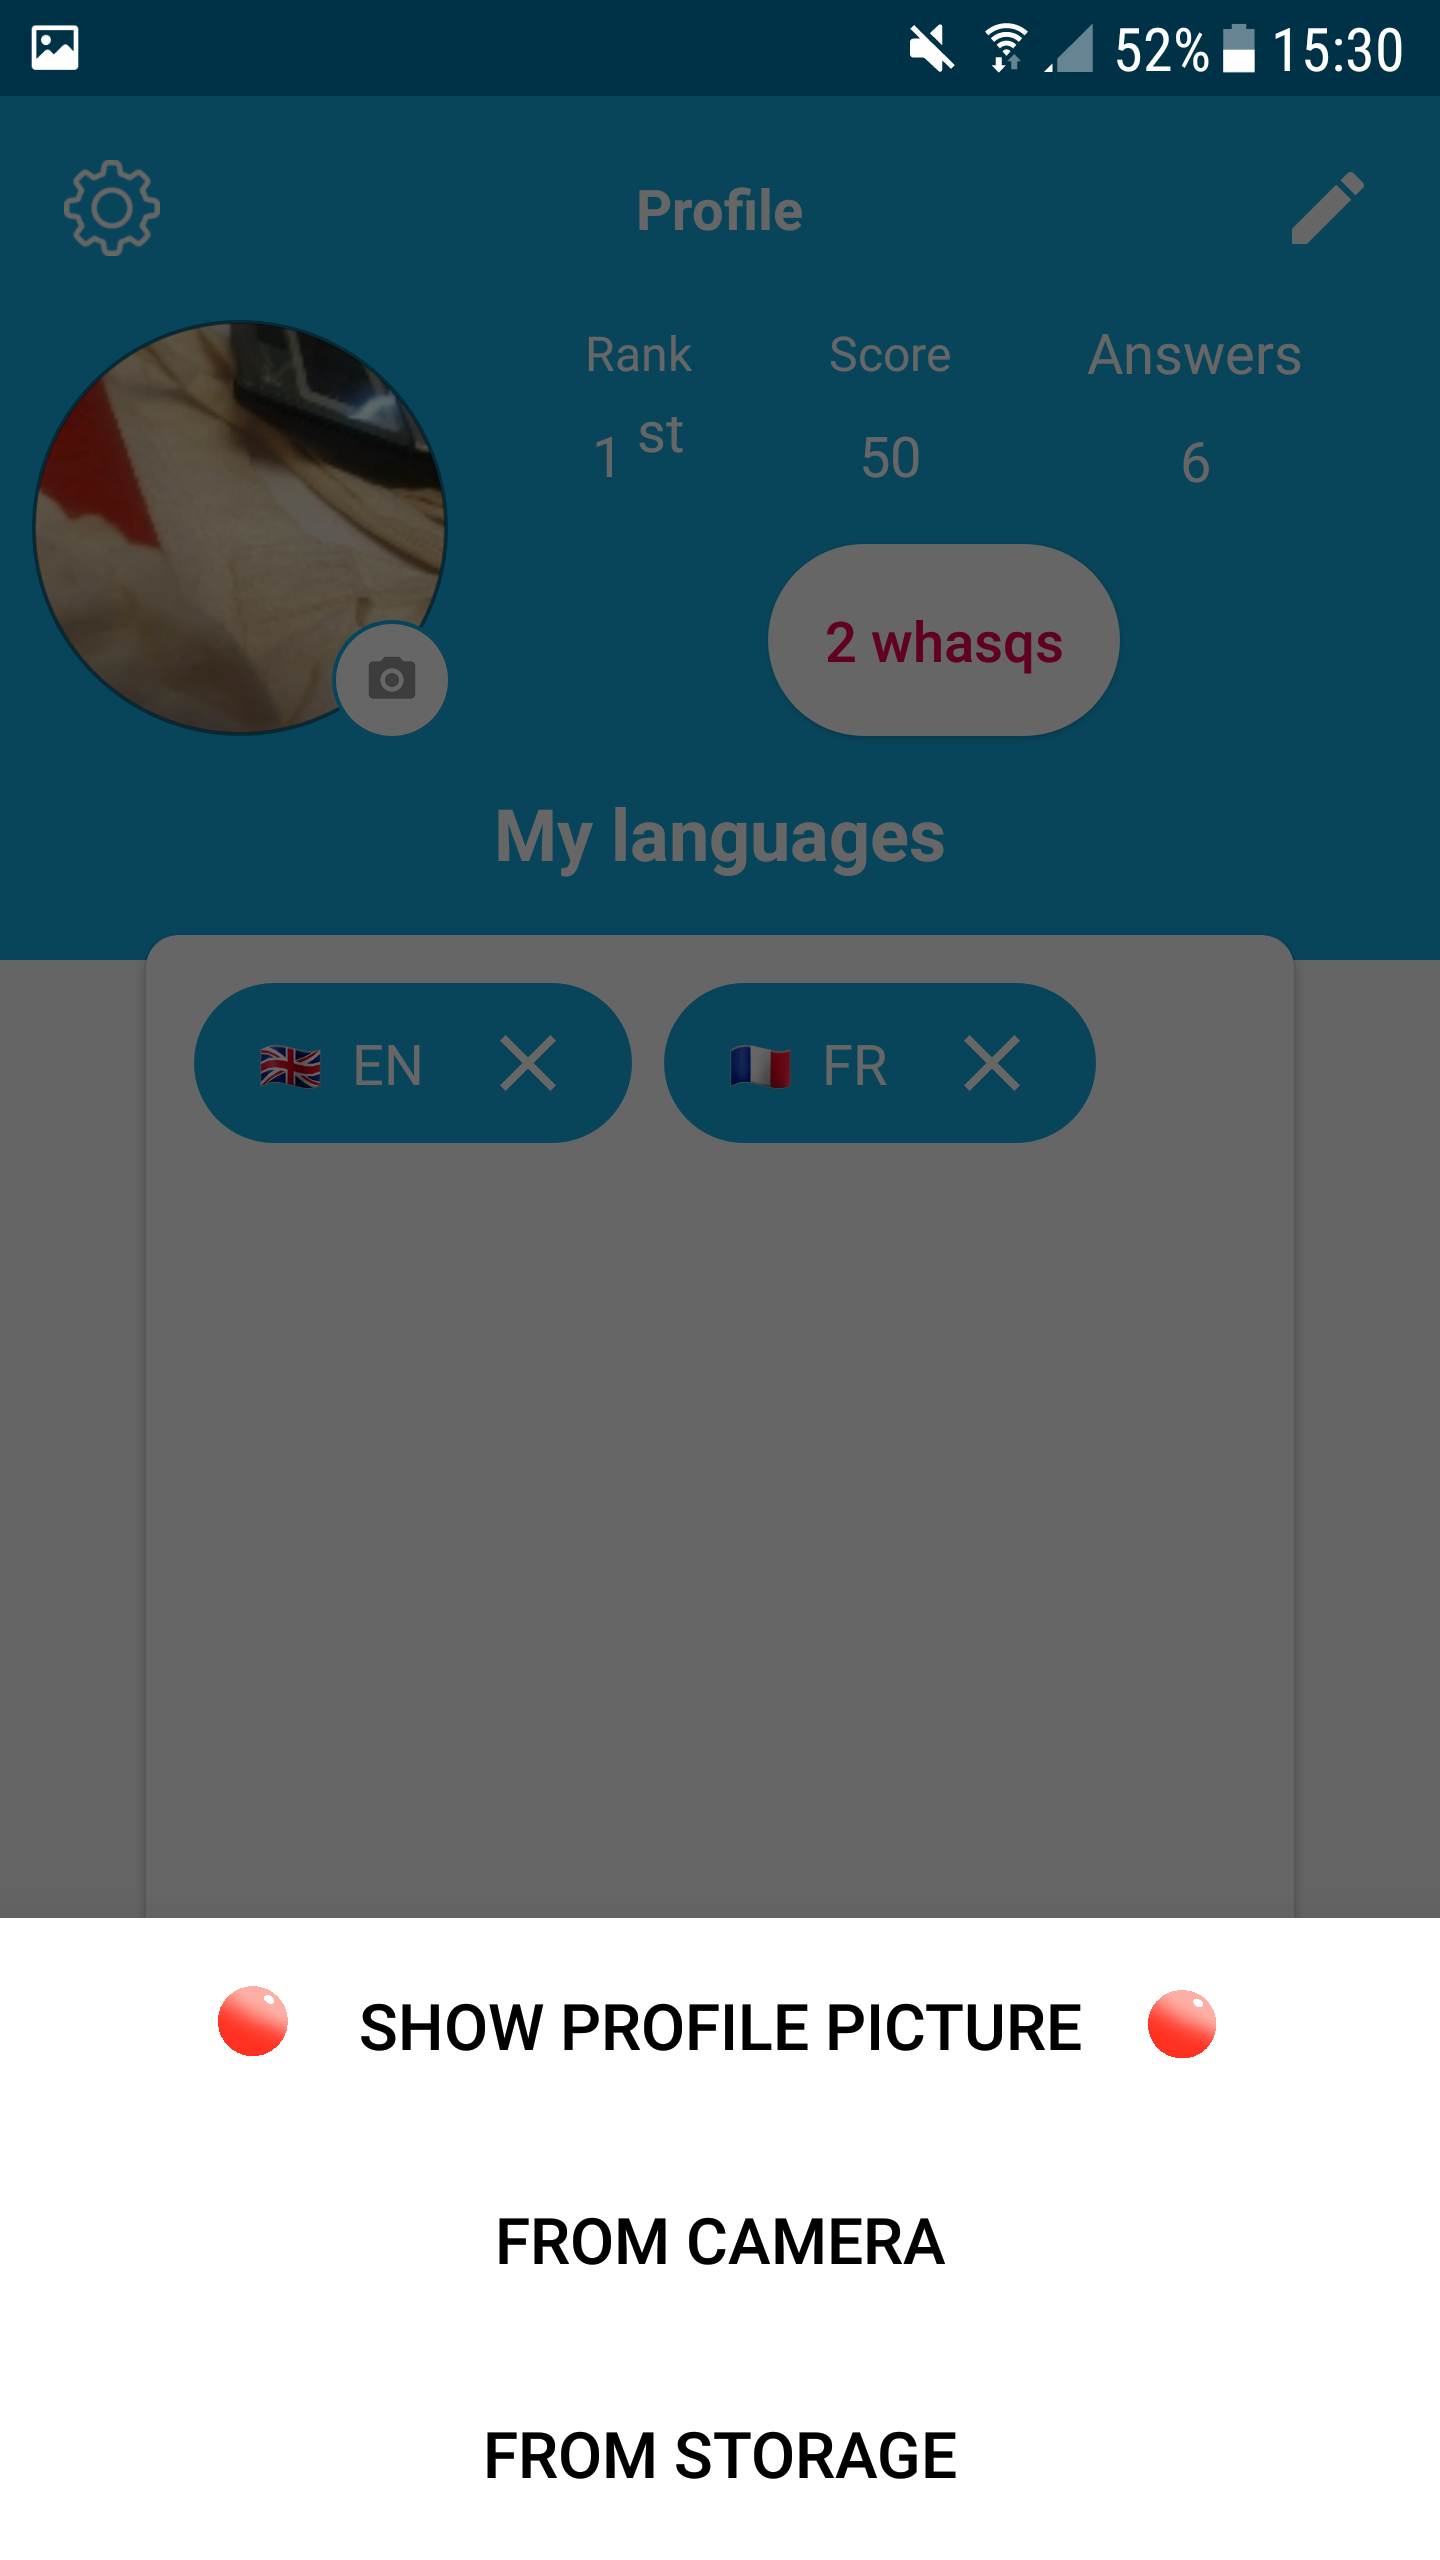 52% 15:30
Profile
Rank Score Answers
1 st 50 6
2 whasqs
My languages
EN FR
SHOW PROFILE PICTURE
FROM CAMERA
FROM STORAGE